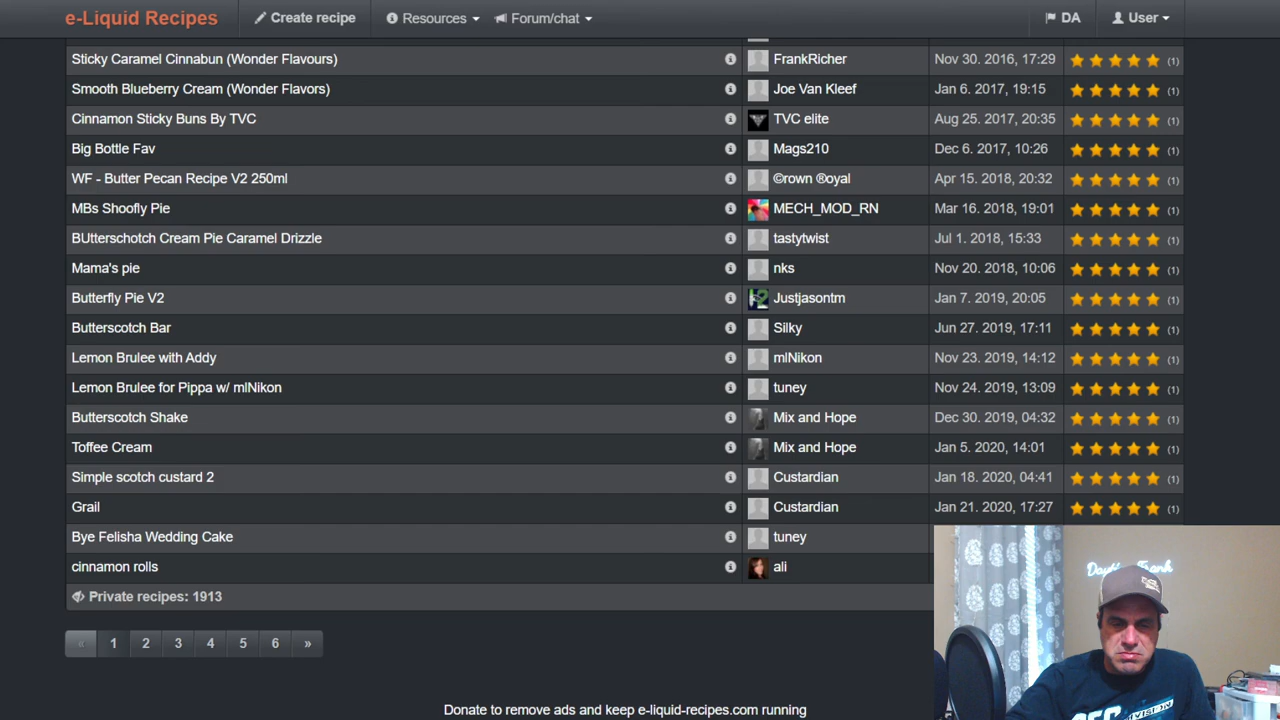 e-Liquid Recipes Create recipe Resources Forum/chat DA User
Sticky Caramel Cinnabun (Wonder Flavours) FrankRicher Nov 30. 2016, 17:29 (1)
Smooth Blueberry Cream (Wonder Flavors) Joe Van Kleef Jan 6. 2017, 19:15 (1)
Cinnamon Sticky Buns By TVC TVC elite Aug 25. 2017, 20:35 (1)
Big Bottle Fav Mags210 Dec 6. 2017, 10:26 (1)
WF - Butter Pecan Recipe V2 250ml ©rown ®oyal Apr 15. 2018, 20:32 (1)
MBs Shoofly Pie MECH_MOD_RN Mar 16. 2018, 19:01 (1)
BUtterschotch Cream Pie Caramel Drizzle tastytwist Jul 1. 2018, 15:33 (1)
Mama's pie nks Nov 20. 2018, 10:06 (1)
Butterfly Pie V2 Justjasontm Jan 7. 2019, 20:05 (1)
Butterscotch Bar Silky Jun 27. 2019, 17:11 (1)
Lemon Brulee with Addy mlNikon Nov 23. 2019, 14:12 (1)
Lemon Brulee for Pippa w/ mlNikon tuney Nov 24. 2019, 13:09 (1)
Butterscotch Shake Mix and Hope Dec 30. 2019, 04:32 (1)
Toffee Cream Mix and Hope Jan 5. 2020, 14:01 (1)
Simple scotch custard 2 Custardian Jan 18. 2020, 04:41 (1)
Grail Custardian Jan 21. 2020, 17:27 (1)
Bye Felisha Wedding Cake tuney
cinnamon rolls ali
Private recipes: 1913
« 1 2 3 4 5 6 »
Donate to remove ads and keep e-liquid-recipes.com running